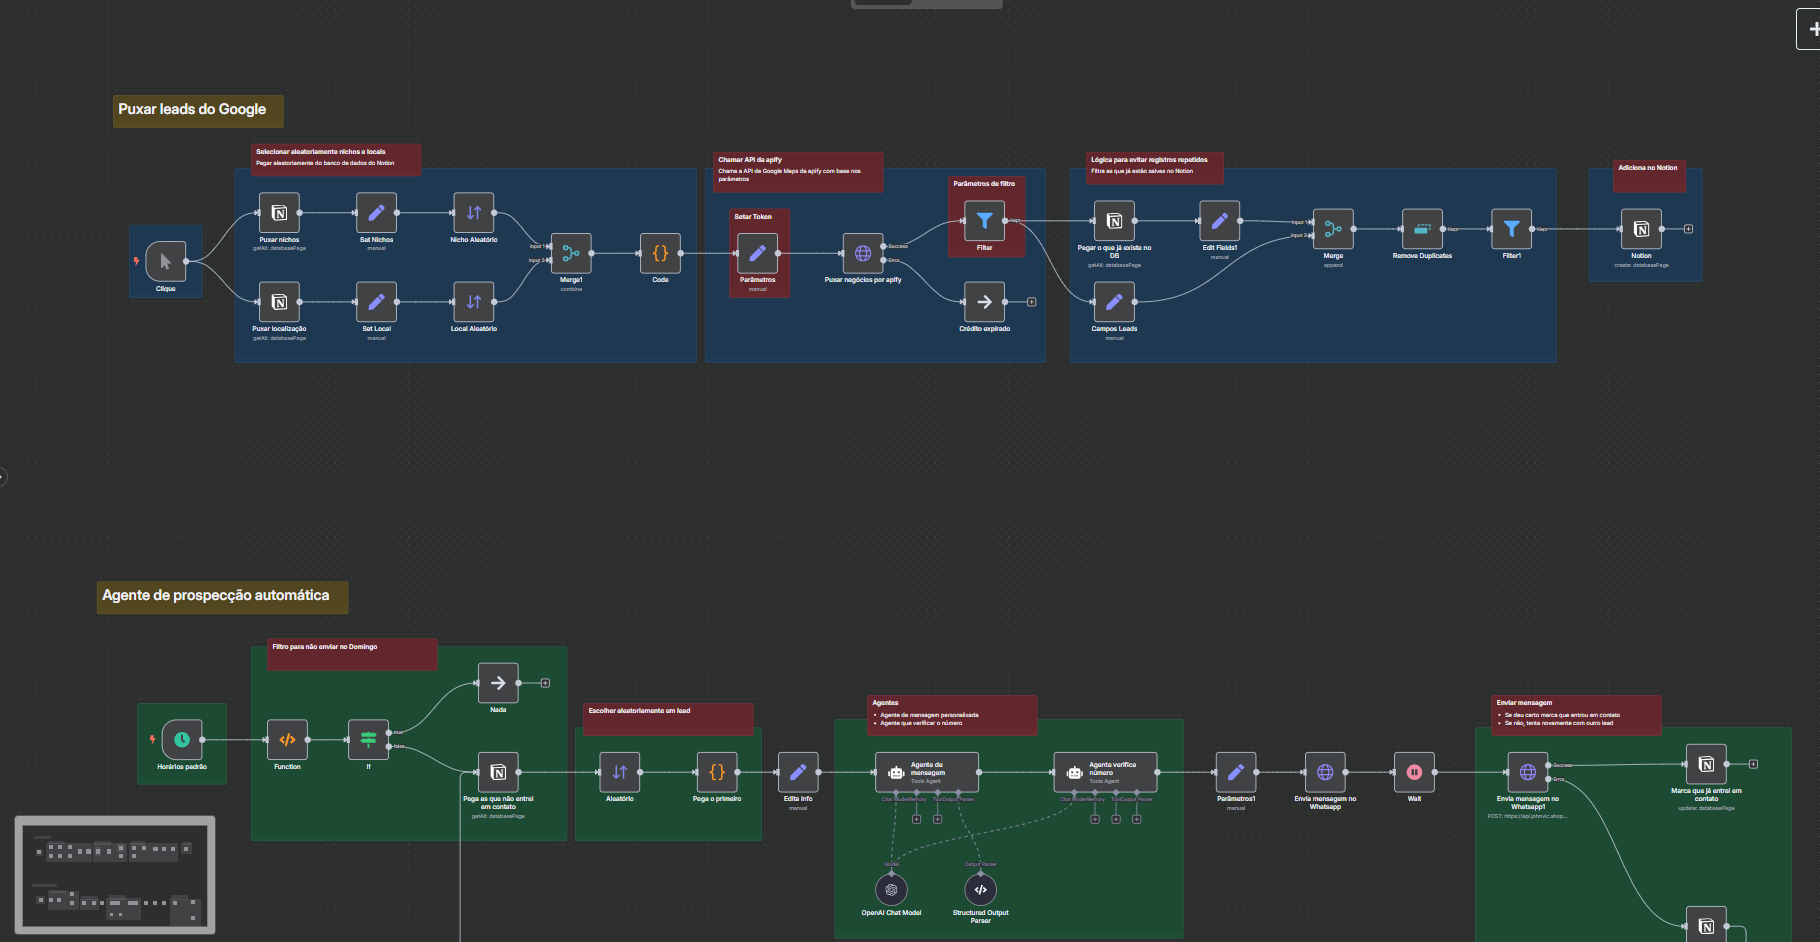 Puxar leads do Google
Selecionar aleatoriamente nichos e locais
Pegar aleatoriamente do banco de dados do Notion
Chamar API da apify
Chama a API de Google Maps da apify com base nos
parâmetros
Lógica para evitar registros repetidos
Filtra as que já estão salvas no Notion
Adiciona no Notion
Parâmetros de filtro
Setar Token
Clique
Puxar nichos
getAll: databasePage
Set Nichos
manual
Nicho Aleatório
Input 1
Input 2
Merge1
combine
Code
Puxar localização
getAll: databasePage
Set Local
manual
Local Aleatório
Parâmetros
manual
Puxar negócios por apify
Success
Error
Filter
Kept
Crédito expirado
Pegar o que já existe no
DB
getAll: databasePage
Edit Fields1
manual
Campos Leads
manual
Input 1
Input 2
Merge
append
Remove Duplicates
Kept
Filter1
Kept
Notion
create: databasePage
Agente de prospecção automática
Filtro para não enviar no Domingo
Horários padrão
Function
If
true
false
Nada
Pega as que não entrei
em contato
getAll: databasePage
Escolher aleatoriamente um lead
Aleatório
Pega o primeiro
Edita info
manual
Agentes
• Agente de mensagem personalizada
• Agente que verificar o número
Agente de
mensagem
Tools Agent
Chat Model
Memory
Tool
Output Parser
Agente verifica
número
Tools Agent
Chat Model
Memory
Tool
Output Parser
Model
OpenAI Chat Model
Output Parser
Structured Output
Parser
Parâmetros1
manual
Envia mensagem no
Whatsapp
Wait
Enviar mensagem
• Se deu certo marca que entrou em contato
• Se não, tenta novamente com outro lead
Success
Error
Envia mensagem no
Whatsapp1
Marca que já entrei em
contato
update: databasePage